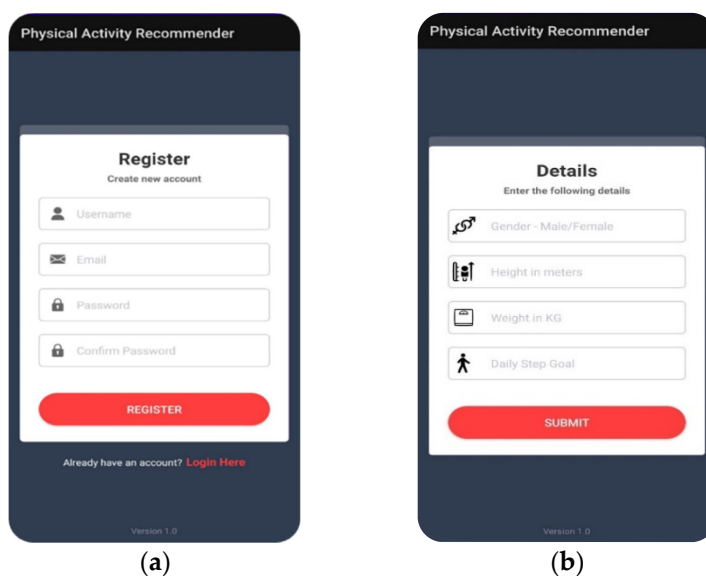 Physical Activity Recommender
Register
Create new account
Username
Email
Password
Confirm Password
REGISTER
Already have an account? Login Here
Version 1.0
(a)
Physical Activity Recommender
Details
Enter the following details
Gender - Male/Female
Height in meters
Weight in KG
Daily Step Goal
SUBMIT
Version 1.0
(b)